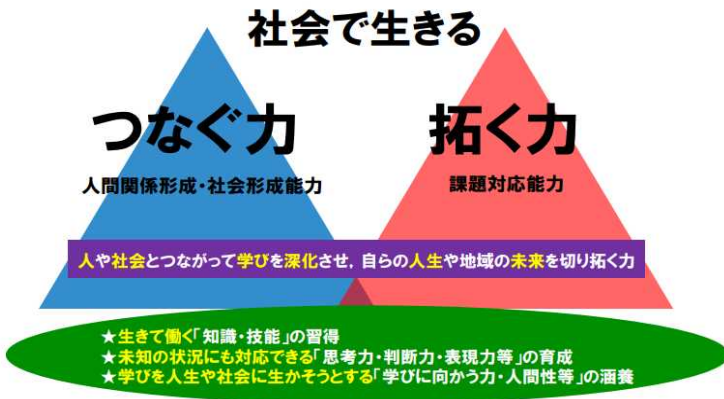 社会で生きる
つなぐ力
拓く力
人間関係形成・社会形成能力
課題対応能力
人や社会とつながって学びを深化させ，自らの人生や地域の未来を切り拓く力
★生きて働く「知識・技能」の習得
★未知の状況にも対応できる「思考力・判断力・表現力等」の育成
★学びを人生や社会に生かそうとする「学びに向かう力・人間性等」の涵養